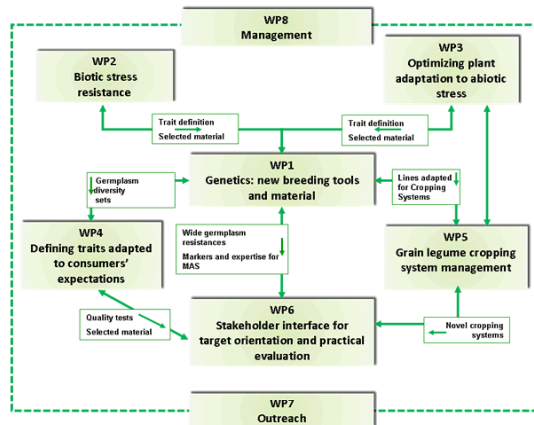 WP8
Management
WP2
Biotic stress
resistance
WP3
Optimizing plant
adaptation to abiotic
stress
Trait definition
Selected material
Trait definition
Selected material
WP1
Genetics: new breeding tools
and material
Germplasm
diversity
sets
Lines adapted
for Cropping
Systems
WP4
Defining traits adapted
to consumers’
expectations
Wide germplasm
resistances
Markers and expertise for
MAS
WP5
Grain legume cropping
system management
Quality tests
Selected material
WP6
Stakeholder interface for
target orientation and practical
evaluation
Novel cropping
systems
WP7
Outreach